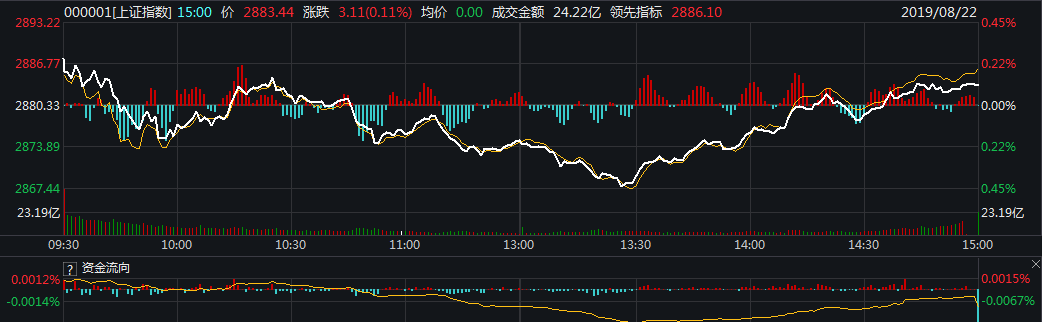 000001[上证指数] 15:00 价 2883.44 涨跌 3.11(0.11%) 均价 0.00 成交金额 24.22亿 领先指标 2886.10 2019/08/22
2893.22 0.45%
2886.77 0.22%
2880.33 0.00%
2873.89 0.22%
2867.44 0.45%
23.19亿 23.19亿
09:30 10:00 10:30 11:00 13:00 13:30 14:00 14:30 15:00
? 资金流向
0.0012% 0.0015%
-0.0014% -0.0067%